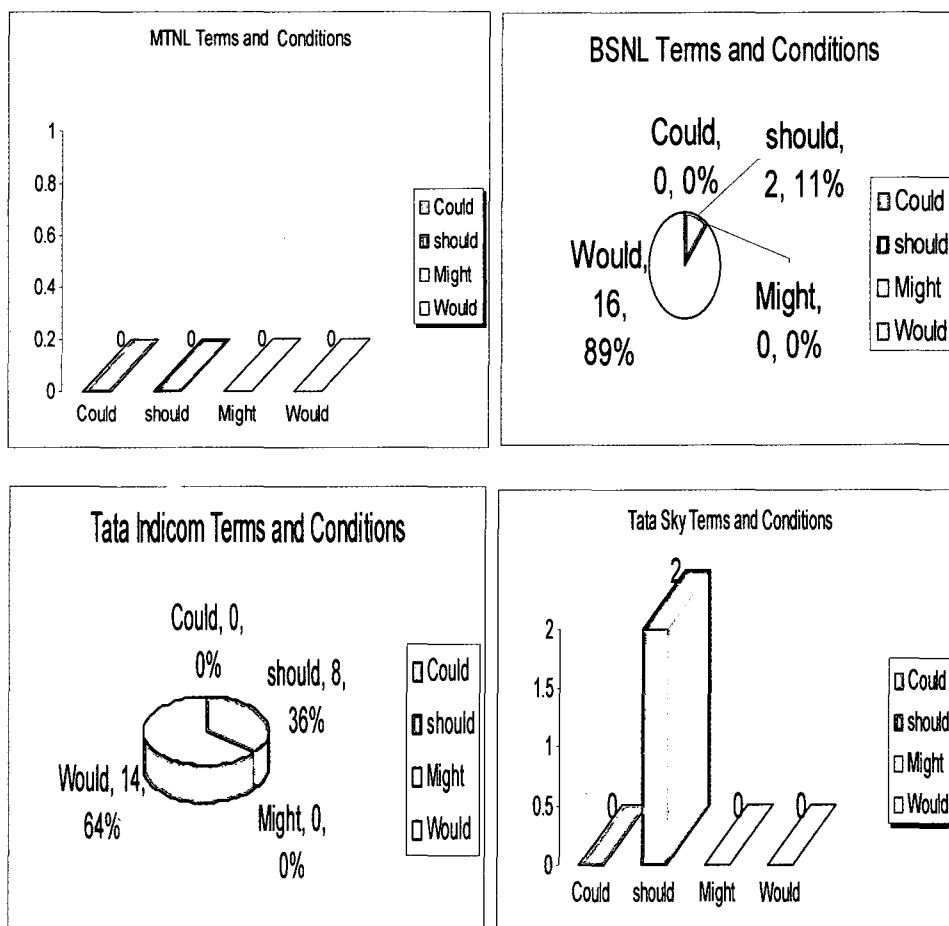 MTNL Terms and Conditions
1
0.8
0.6
0.4
0.2
0
0 0 0 0
Could should Might Would
Could
should
Might
Would
BSNL Terms and Conditions
Could,
0, 0%
should,
2, 11%
Would,
16,
89%
Might,
0, 0%
Could
should
Might
Would
Tata Indicom Terms and Conditions
Could, 0,
0%
should, 8,
36%
Would, 14,
64%
Might, 0,
0%
Could
should
Might
Would
Tata Sky Terms and Conditions
2
1.5
1
0.5
0
0 2 0 0
Could should Might Would
Could
should
Might
Would